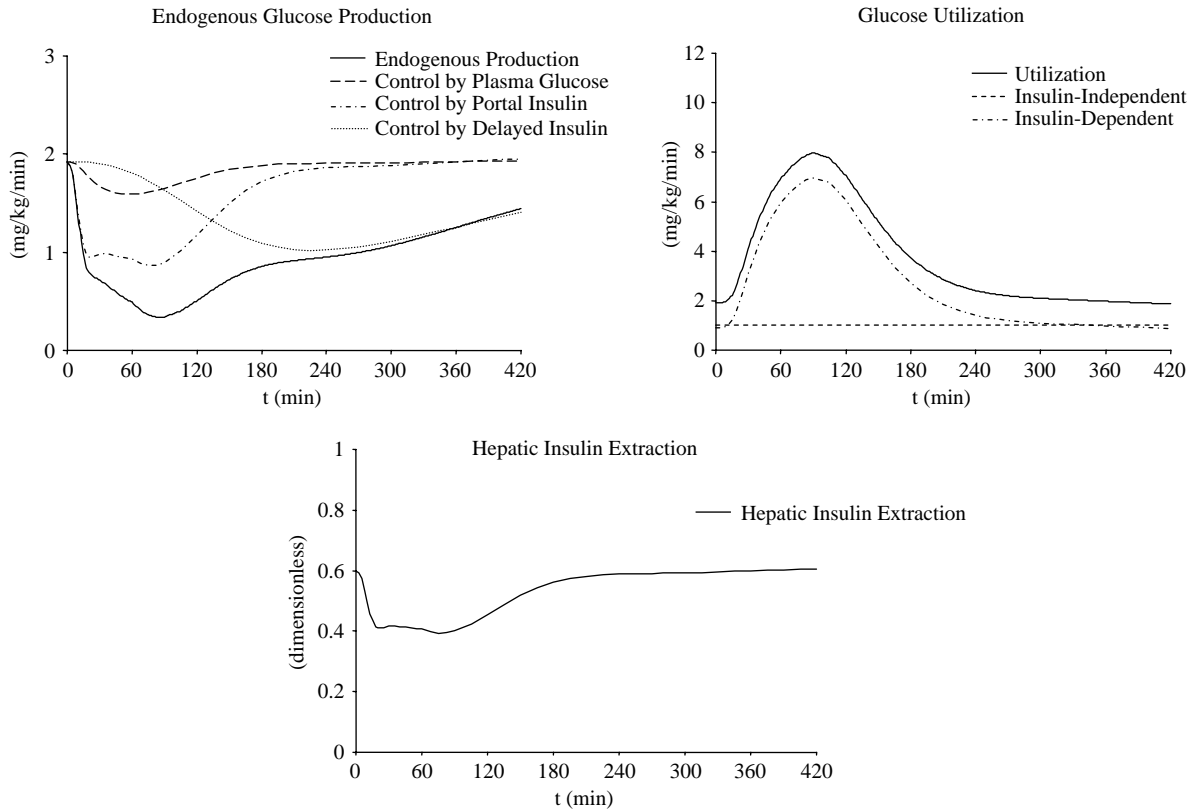 Endogenous Glucose Production
3
2
1
0
(mg/kg/min)
Endogenous Production
Control by Plasma Glucose
Control by Portal Insulin
Control by Delayed Insulin
0 60 120 180 240 300 360 420
t (min)
Glucose Utilization
12
10
8
6
4
2
0
(mg/kg/min)
Utilization
Insulin-Independent
Insulin-Dependent
0 60 120 180 240 300 360 420
t (min)
Hepatic Insulin Extraction
1
0.8
0.6
0.4
0.2
0
(dimensionless)
Hepatic Insulin Extraction
0 60 120 180 240 300 360 420
t (min)